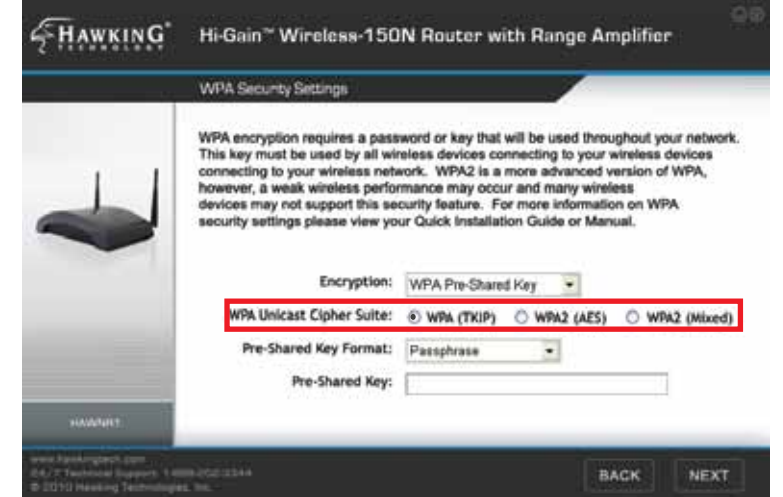 HAWKING
TECHNOLOGY
Hi-Gain™ Wireless-150N Router with Range Amplifier
WPA Security Settings
WPA encryption requires a password or key that will be used throughout your network.
This key must be used by all wireless devices connecting to your wireless devices
connecting to your wireless network. WPA2 is a more advanced version of WPA,
however, a weak wireless performance may occur and many wireless
devices may not support this security feature. For more information on WPA
security settings please view your Quick Installation Guide or Manual.
Encryption: WPA Pre-Shared Key
WPA Unicast Cipher Suite: WPA (TKIP) WPA2 (AES) WPA2 (Mixed)
Pre-Shared Key Format: Passphrase
Pre-Shared Key:
HAWNR1
www.hawkingtech.com
24/7 Technical Support:
© 2010 Hawking Technologies, Inc.
BACK NEXT